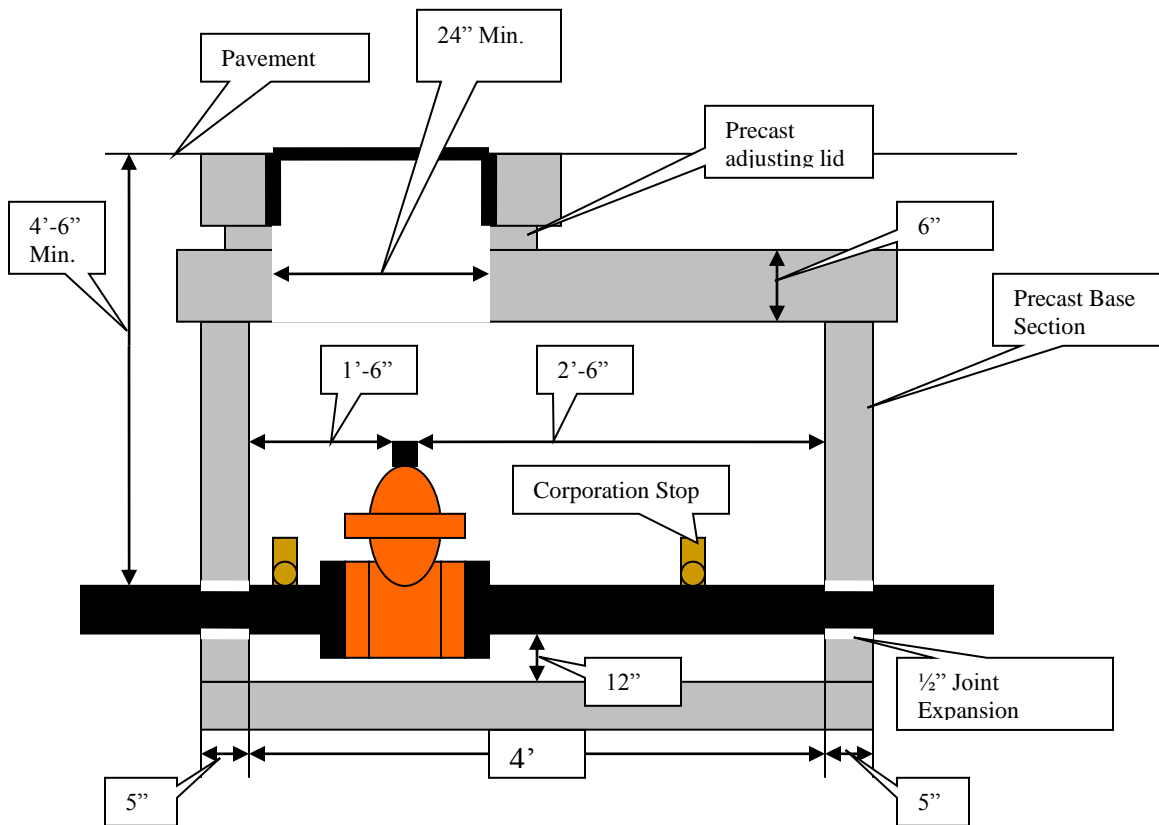 24” Min.
Pavement
Precast
adjusting lid
4’-6”
Min.
6”
Precast Base
Section
1’-6”
2’-6”
Corporation Stop
12”
½” Joint
Expansion
4’
5”
5”